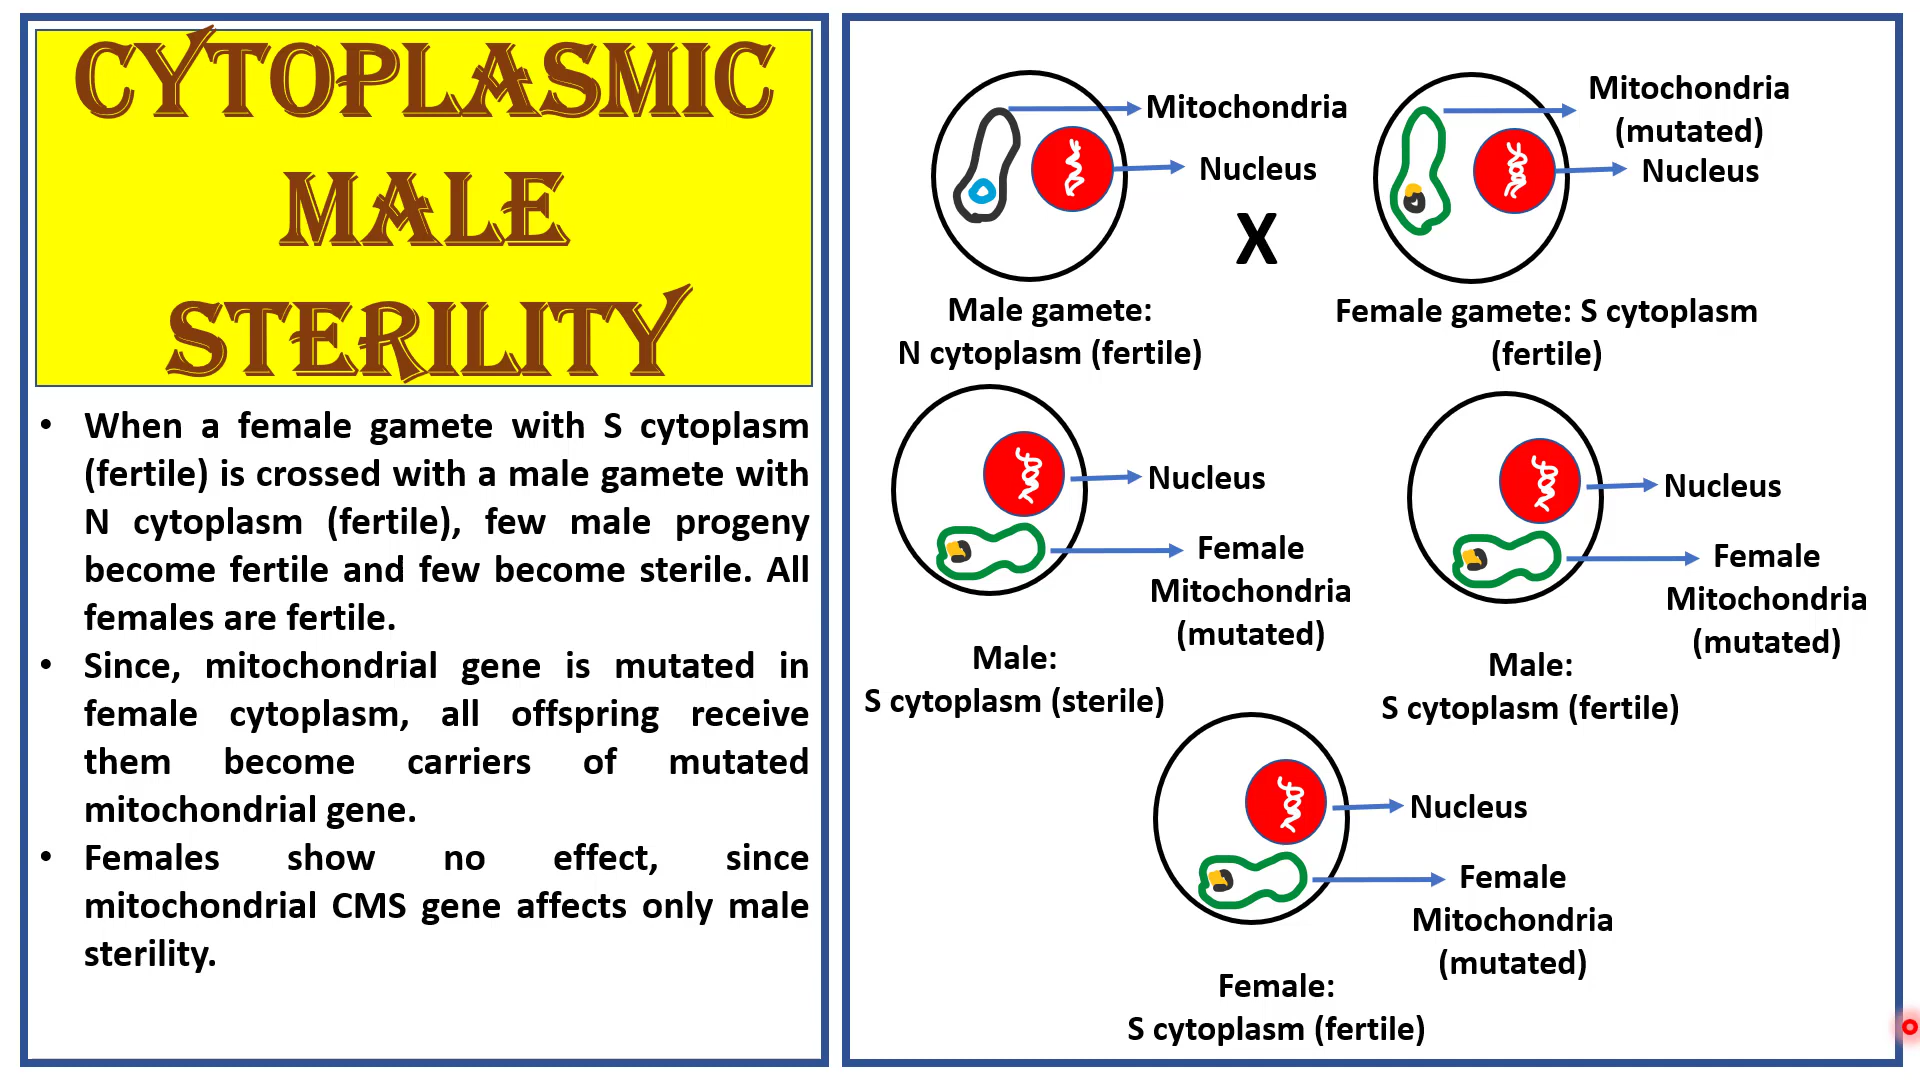 CYTOPLASMIC
MALE
STERILITY
• When a female gamete with S cytoplasm
(fertile) is crossed with a male gamete with
N cytoplasm (fertile), few male progeny
become fertile and few become sterile. All
females are fertile.
• Since, mitochondrial gene is mutated in
female cytoplasm, all offspring receive
them become carriers of mutated
mitochondrial gene.
• Females show no effect, since
mitochondrial CMS gene affects only male
sterility.
Mitochondria
Nucleus
X
Mitochondria
(mutated)
Nucleus
Male gamete:
N cytoplasm (fertile)
Female gamete: S cytoplasm
(fertile)
Nucleus
Female
Mitochondria
(mutated)
Male:
S cytoplasm (sterile)
Nucleus
Female
Mitochondria
(mutated)
Male:
S cytoplasm (fertile)
Nucleus
Female
Mitochondria
(mutated)
Female:
S cytoplasm (fertile)